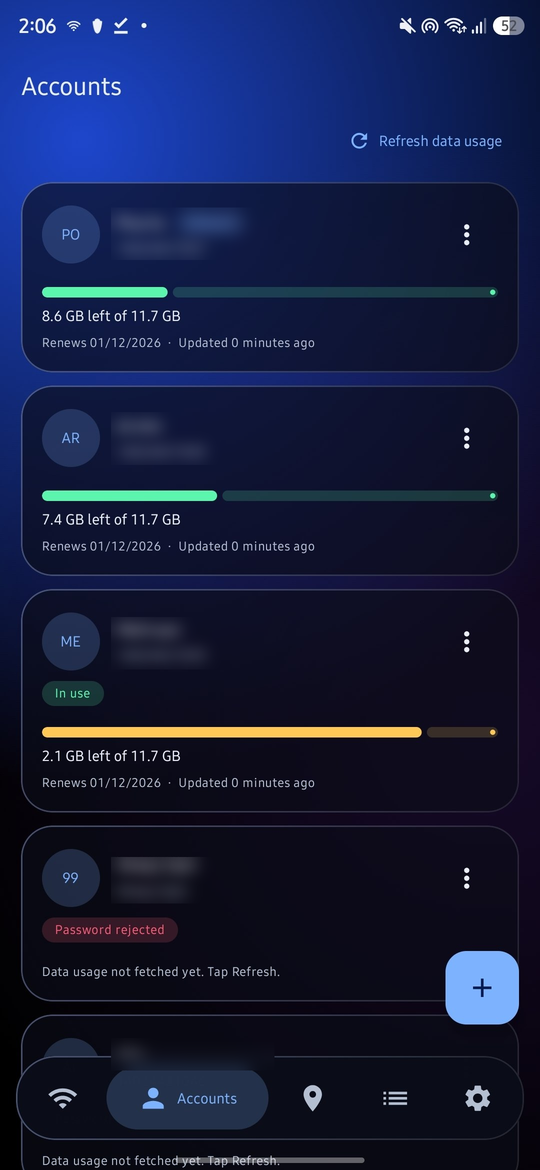 2:06
52
Accounts
Refresh data usage
PO
8.6 GB left of 11.7 GB
Renews 01/12/2026 · Updated 0 minutes ago
AR
7.4 GB left of 11.7 GB
Renews 01/12/2026 · Updated 0 minutes ago
ME
In use
2.1 GB left of 11.7 GB
Renews 01/12/2026 · Updated 0 minutes ago
99
Password rejected
Data usage not fetched yet. Tap Refresh.
+
Accounts
Data usage not fetched yet. Tap Refresh.